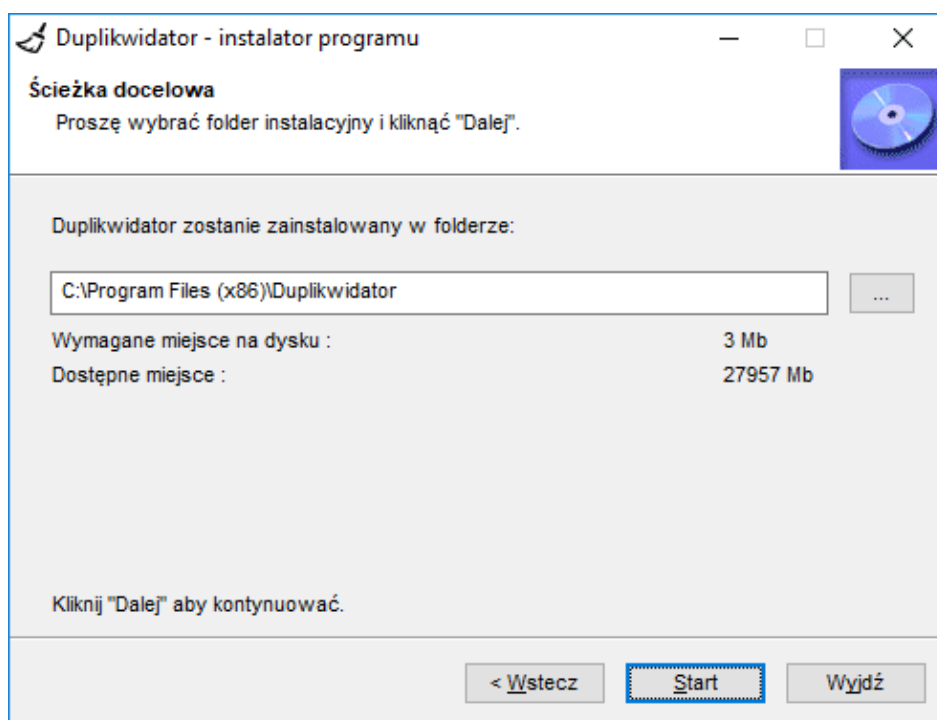 Duplikwidator - instalator programu
Ścieżka docelowa
Proszę wybrać folder instalacyjny i kliknąć "Dalej".
Duplikwidator zostanie zainstalowany w folderze:
C:\Program Files (x86)\Duplikwidator
...
Wymagane miejsce na dysku : 3 Mb
Dostępne miejsce : 27957 Mb
Kliknij "Dalej" aby kontynuować.
< Wstecz Start Wyjdź